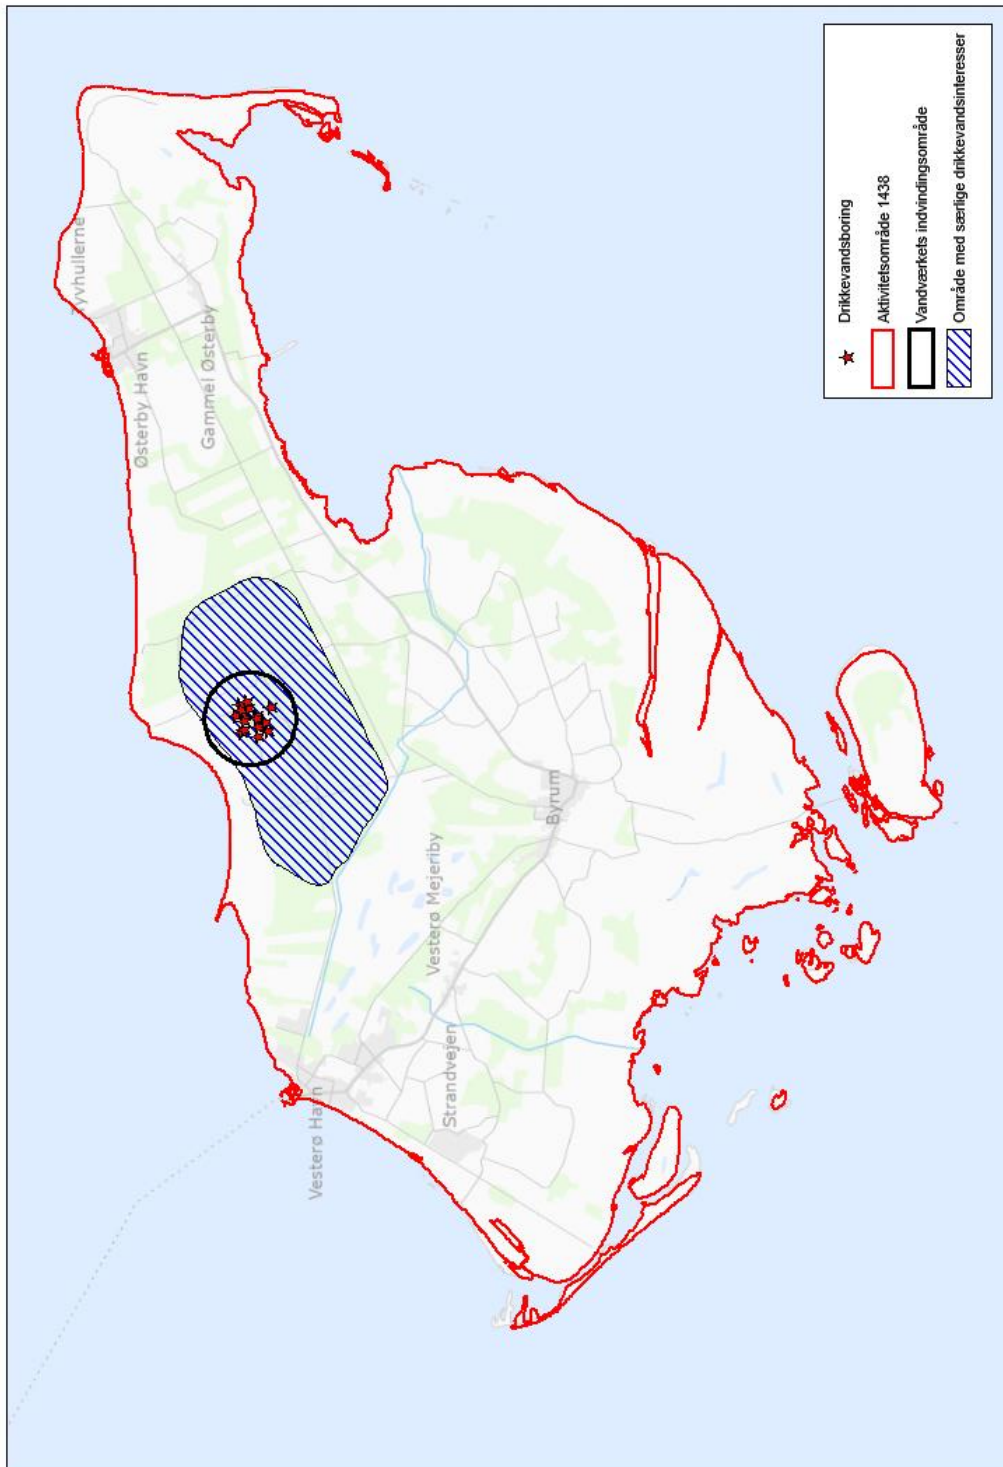 Tyvhullerne
Østerby Havn
Gammel Østerby
Vesterø Havn
Strandvejen
Vesterø Mejeriby
Byrum
Drikkevandsboring
Aktivitetsområde 1438
Vandværkets indvindingsområde
Område med særlige drikkevandsinteresser